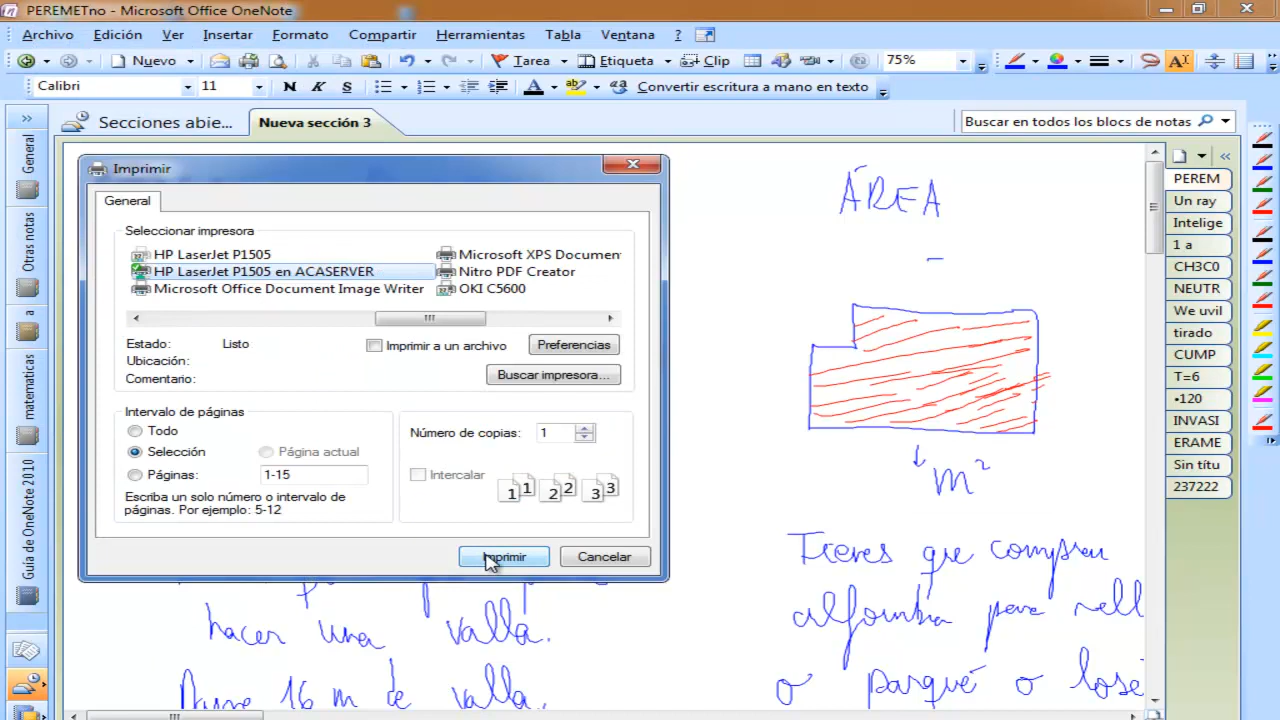 PEREMETno - Microsoft Office OneNote
Archivo Edición Ver Insertar Formato Compartir Herramientas Tabla Ventana ?
Nuevo Tarea Etiqueta Clip 75%
Calibri 11 N K S A ab Convertir escritura a mano en texto
Secciones abie... Nueva sección 3 Buscar en todos los blocs de notas
General
Otras notas
a
matematicas
Guía de OneNote 2010
Imprimir
General
Seleccionar impresora
HP LaserJet P1505 Microsoft XPS Documen
HP LaserJet P1505 en ACASERVER Nitro PDF Creator
Microsoft Office Document Image Writer OKI C5600
Estado: Listo Imprimir a un archivo Preferencias
Ubicación:
Comentario: Buscar impresora...
Intervalo de páginas
Todo
Selección Página actual
Páginas: 1-15
Escriba un solo número o intervalo de
páginas. Por ejemplo: 5-12
Número de copias: 1
Intercalar
1 1 2 2 3 3
Imprimir Cancelar
ÁREA
m²
Tienes que comprar
alfombra para rell
o parqué o lose
hacer una valla.
16 m de valla.
PEREM
Un ray
Intelige
1 a
CH3C0
NEUTR
We uvil
tirado
CUMP
T=6
•120
INVASI
ERAME
Sin títu
237222